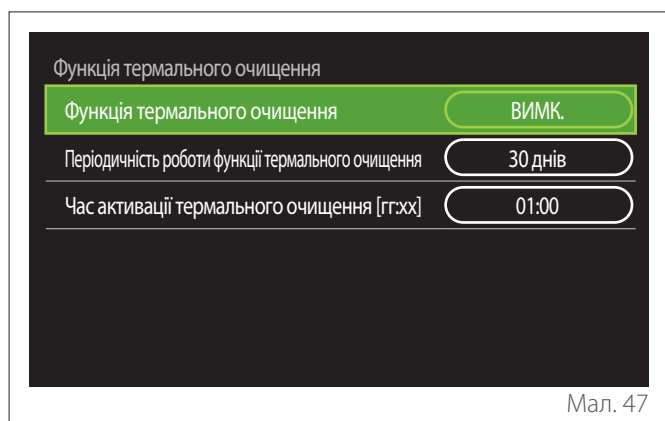 Функція термального очищення
Функція термального очищення ВИМК.
Періодичність роботи функції термального очищення 30 днів
Час активації термального очищення [гг:хх] 01:00
Мал. 47